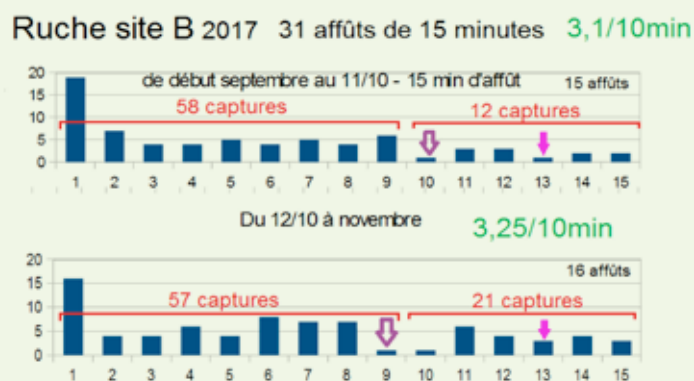 Ruche site B 2017 31 affûts de 15 minutes 3,1/10min
de début septembre au 11/10 - 15 min d'affût 15 affûts
58 captures 12 captures
20
15
10
5
0
1 2 3 4 5 6 7 8 9 10 11 12 13 14 15
Du 12/10 à novembre 3,25/10min
16 affûts
57 captures 21 captures
20
15
10
5
0
1 2 3 4 5 6 7 8 9 10 11 12 13 14 15